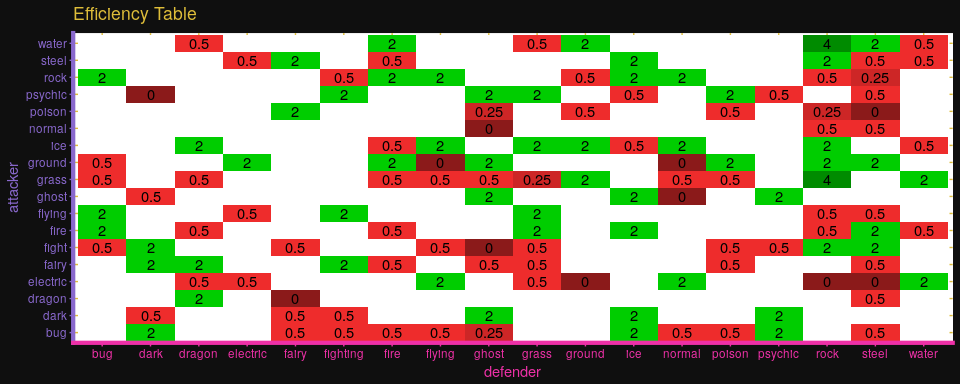 Efficiency Table
water 0.5 2 0.5 2 4 2 0.5
steel 0.5 2 0.5 2 2 0.5 0.5
rock 2 0.5 2 2 0.5 2 2 0.5 0.25
psychic 0 2 2 2 0.5 2 0.5 0.5
poison 2 0.25 0.5 0.5 0.25 0
normal 0 0.5 0.5
ice 2 0.5 2 2 2 0.5 2 2 0.5
ground 0.5 2 2 0 2 0 2 2 2
grass 0.5 0.5 0.5 0.5 0.5 0.25 2 0.5 0.5 4 2
ghost 0.5 2 2 0 2
flying 2 0.5 2 2 0.5 0.5
fire 2 0.5 0.5 2 2 0.5 2 0.5
fight 0.5 2 0.5 0.5 0 0.5 0.5 0.5 2 2
fairy 2 2 2 0.5 0.5 0.5 0.5 0.5
electric 0.5 0.5 2 0.5 0 2 0 0 2
dragon 2 0 0.5
dark 0.5 0.5 0.5 2 2 2
bug 2 0.5 0.5 0.5 0.5 0.25 2 0.5 0.5 2 0.5
attacker
bug dark dragon electric fairy fighting fire flying ghost grass ground ice normal poison psychic rock steel water
defender